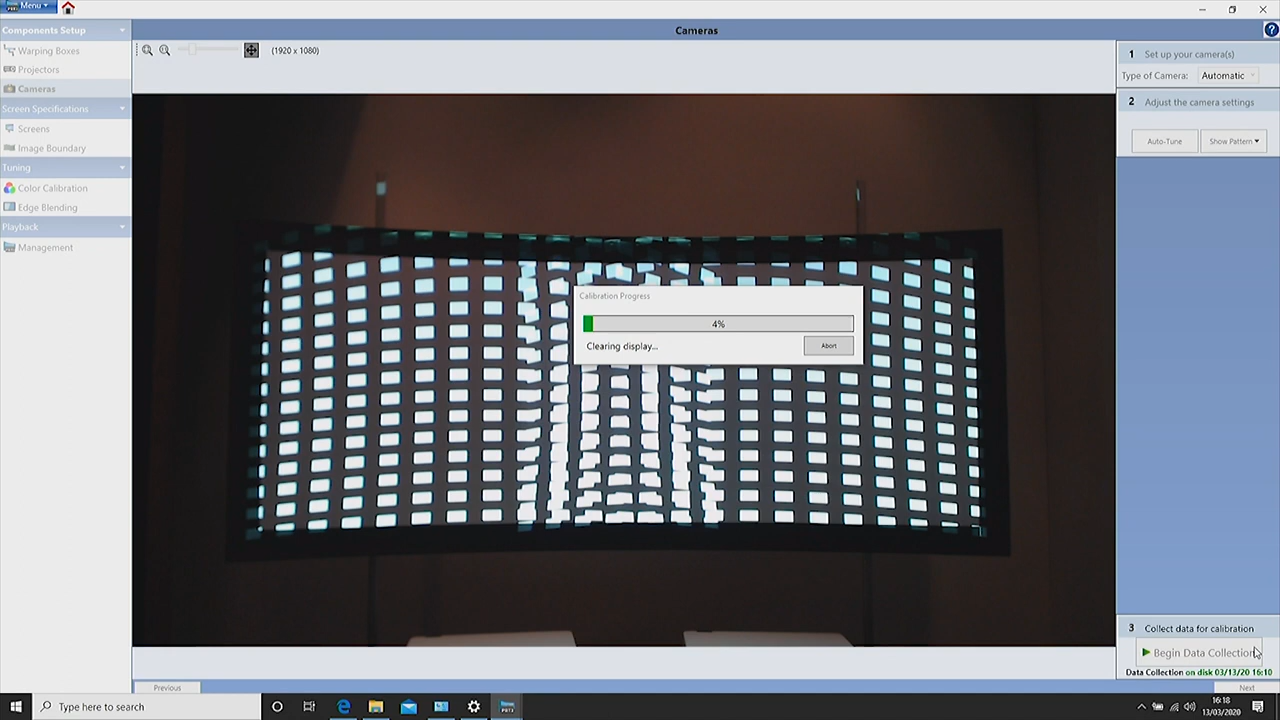 Menu
Cameras
Components Setup
Warping Boxes
Projectors
Cameras
Screen Specifications
Screens
Image Boundary
Tuning
Color Calibration
Edge Blending
Playback
Management
(1920 x 1080)
Calibration Progress
4%
Clearing display...
Abort
1 Set up your camera(s)
Type of Camera: Automatic
2 Adjust the camera settings
Auto-Tune Show Pattern
3 Collect data for calibration
Begin Data Collection
Data Collection on disk 03/13/20 16:10
Previous
Next
Type here to search
16:18
13/03/2020